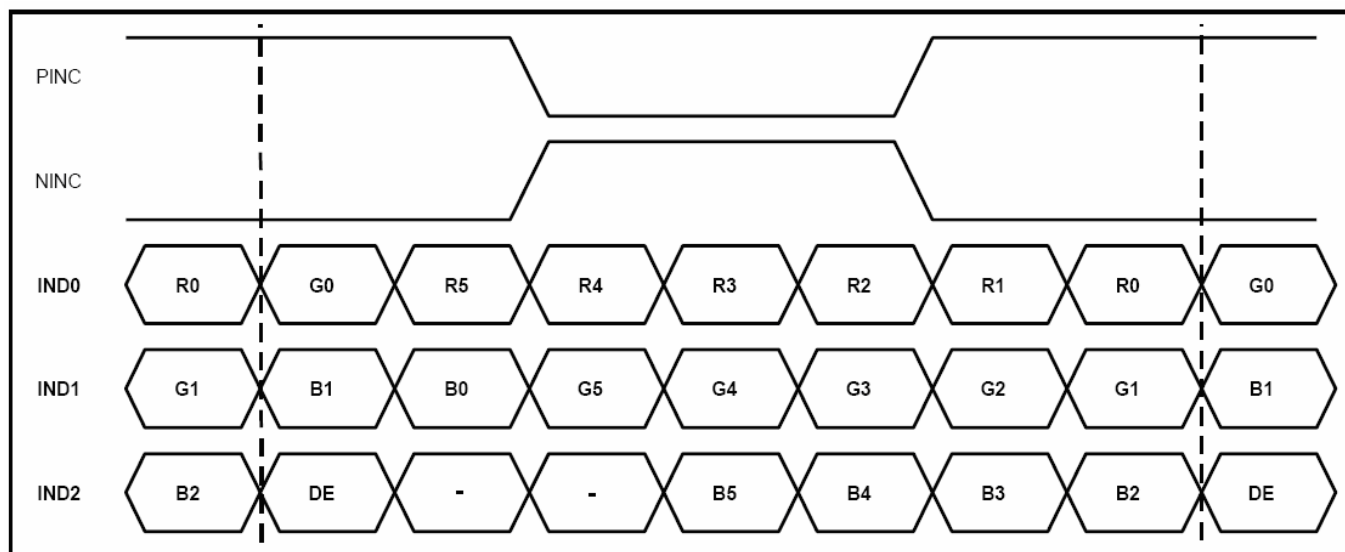 PINC
NINC
IND0 R0 G0 R5 R4 R3 R2 R1 R0 G0
IND1 G1 B1 B0 G5 G4 G3 G2 G1 B1
IND2 B2 DE - - B5 B4 B3 B2 DE